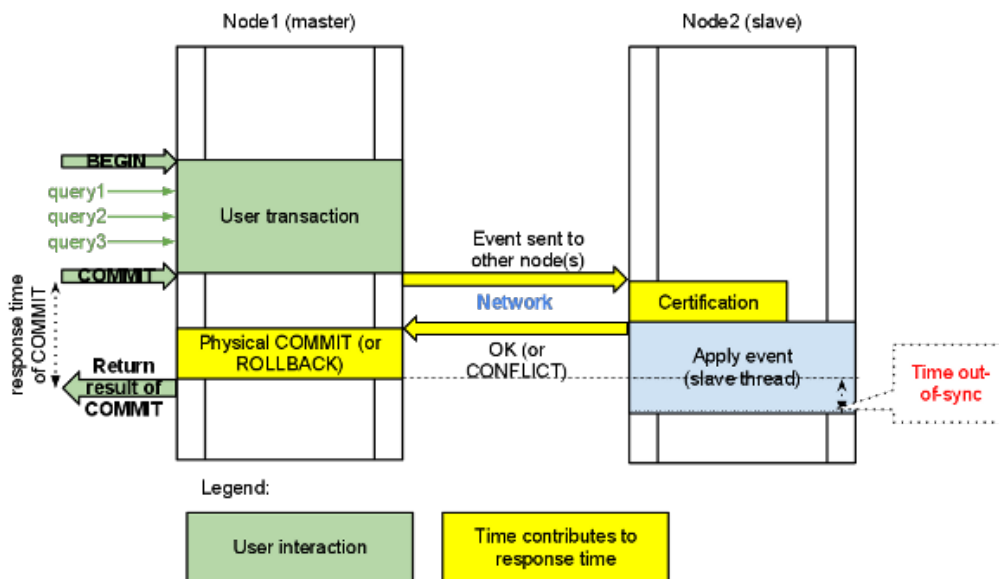 Node1 (master)
Node2 (slave)
BEGIN
query1
query2
query3
User transaction
COMMIT
Event sent to
other node(s)
Network
Certification
response time
of COMMIT
Physical COMMIT (or
ROLLBACK)
OK (or
CONFLICT)
Apply event
(slave thread)
Return
result of
COMMIT
Time out-
of-sync
Legend:
User interaction
Time contributes to
response time